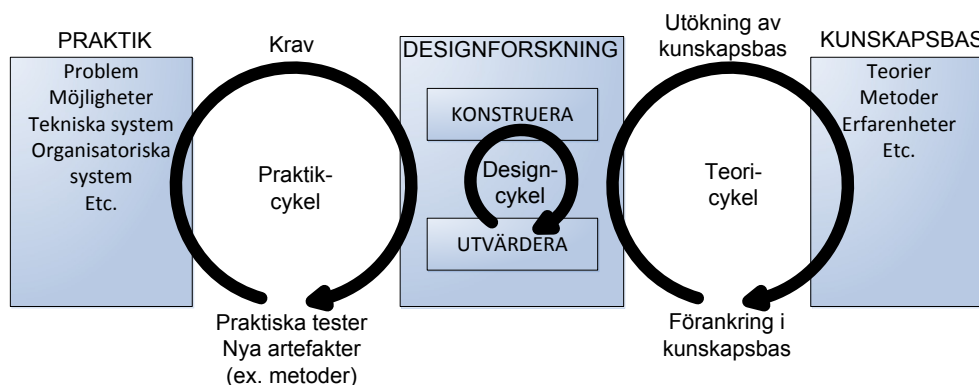 PRAKTIK
Problem
Möjligheter
Tekniska system
Organisatoriska
system
Etc.
Krav
Praktik-
cykel
Praktiska tester
Nya artefakter
(ex. metoder)
DESIGNFORSKNING
KONSTRUERA
Design-
cykel
UTVÄRDERA
Utökning av
kunskapsbas
Teori-
cykel
Förankring i
kunskapsbas
KUNSKAPSBAS
Teorier
Metoder
Erfarenheter
Etc.